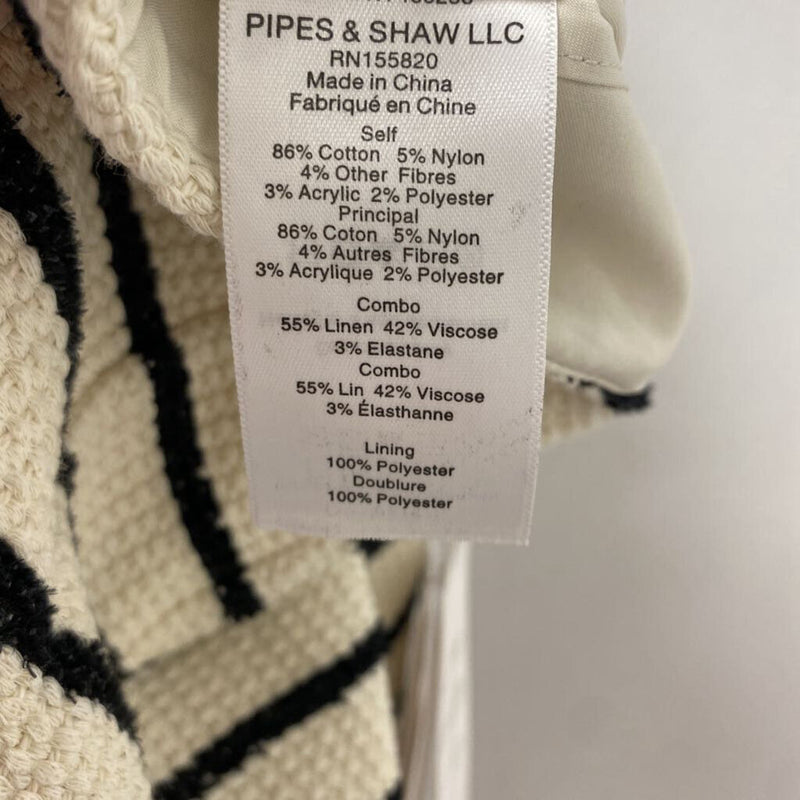 PIPES & SHAW LLC
RN155820
Made in China
Fabriqué en Chine
Self
86% Cotton 5% Nylon
4% Other Fibres
3% Acrylic 2% Polyester
Principal
86% Coton 5% Nylon
4% Autres Fibres
3% Acrylique 2% Polyester
Combo
55% Linen 42% Viscose
3% Elastane
Combo
55% Lin 42% Viscose
3% Élasthanne
Lining
100% Polyester
Doublure
100% Polyester